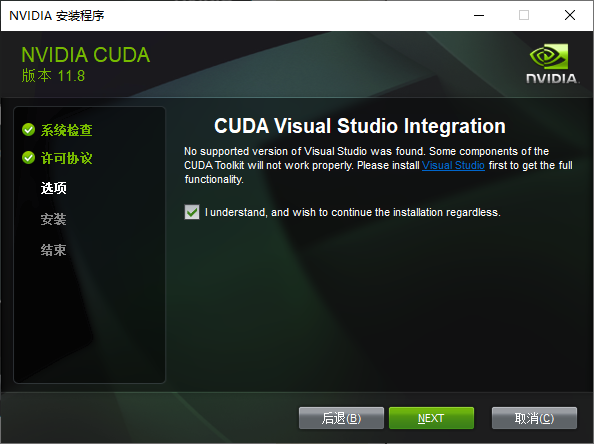 NVIDIA 安装程序
NVIDIA CUDA
版本 11.8
NVIDIA.
系统检查
许可协议
选项
安装
结束
CUDA Visual Studio Integration
No supported version of Visual Studio was found. Some components of the
CUDA Toolkit will not work properly. Please install Visual Studio first to get the full
functionality.
I understand, and wish to continue the installation regardless.
后退(B)
NEXT
取消(C)